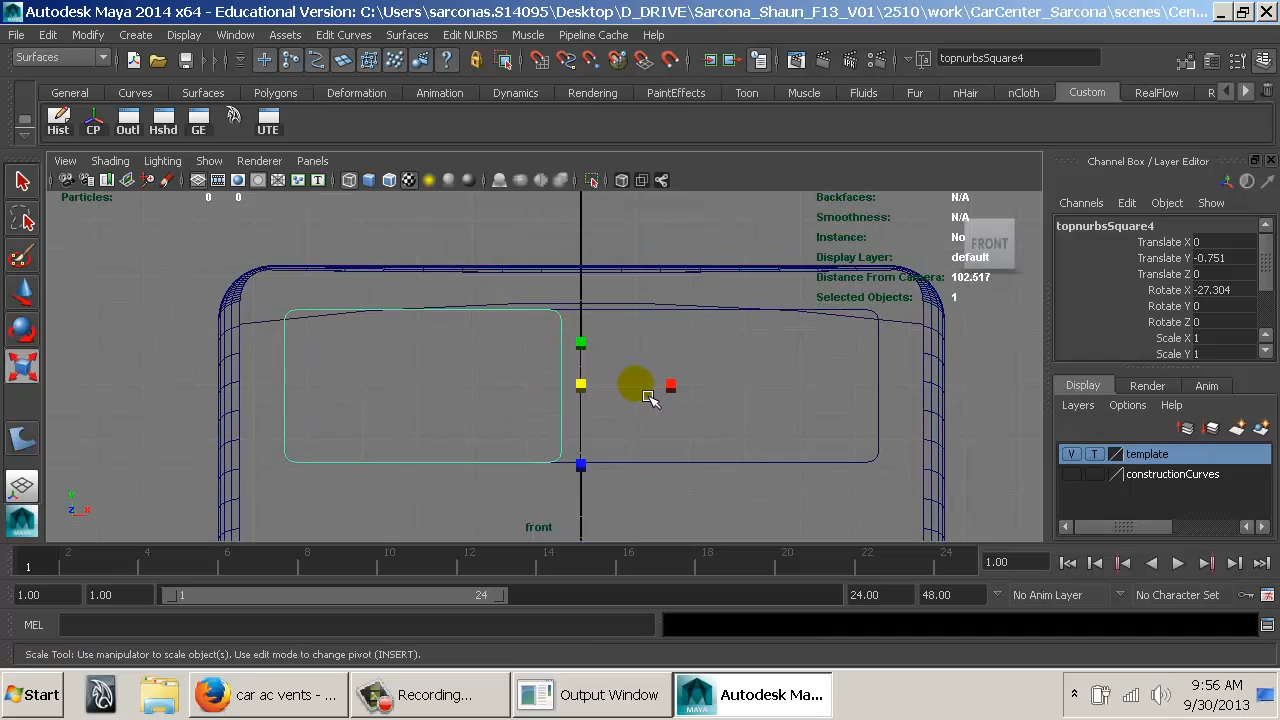 Autodesk Maya 2014 x64 - Educational Version: C:\Users\saconas.S14095\Desktop\D_DRIVE\Sarcona_Shaun_F13_V01\2510\work\CarCenter_Sarcona\scenes\Cen...
File Edit Modify Create Display Window Assets Edit Curves Surfaces Edit NURBS Muscle Pipeline Cache Help
Surfaces topnurbsSquare4
General Curves Surfaces Polygons Deformation Animation Dynamics Rendering PaintEffects Toon Muscle Fluids Fur nHair nCloth Custom RealFlow R
Hist CP Outl Hshd GE UTE
View Shading Lighting Show Renderer Panels
Channel Box / Layer Editor
Particles: 0 0
Backfaces: N/A
Smoothness: N/A
Instance: No
Display Layer: default
Distance From Camera: 102.517
Selected Objects: 1
FRONT
Channels Edit Object Show
topnurbsSquare4
Translate X 0
Translate Y -0.751
Translate Z 0
Rotate X -27.304
Rotate Y 0
Rotate Z 0
Scale X 1
Scale Y 1
Display Render Anim
Layers Options Help
V T template
constructionCurves
y
z x
front
2 4 6 8 10 12 14 16 18 20 22 24
1 1.00
1.00 1.00 1 24 24.00 48.00 No Anim Layer No Character Set
MEL
Scale Tool: Use manipulator to scale object(s). Use edit mode to change pivot (INSERT).
Start car ac vents - ... Recording... Output Window Autodesk Ma...
9:56 AM
9/30/2013